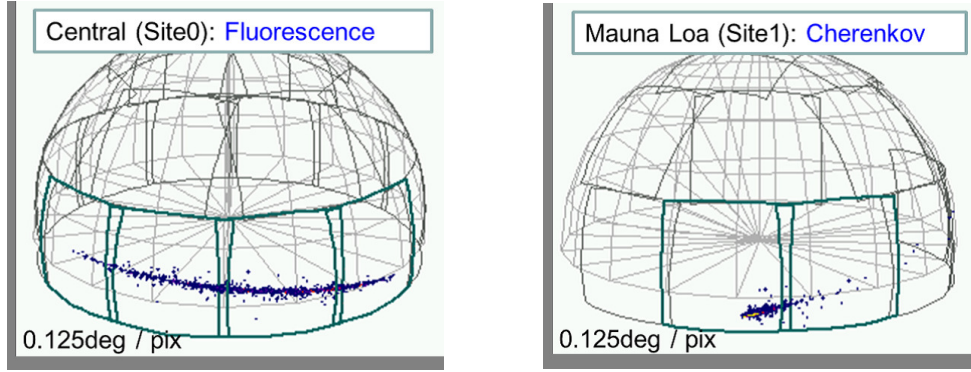 Central (Site0): Fluorescence
0.125deg / pix
Mauna Loa (Site1): Cherenkov
0.125deg / pix